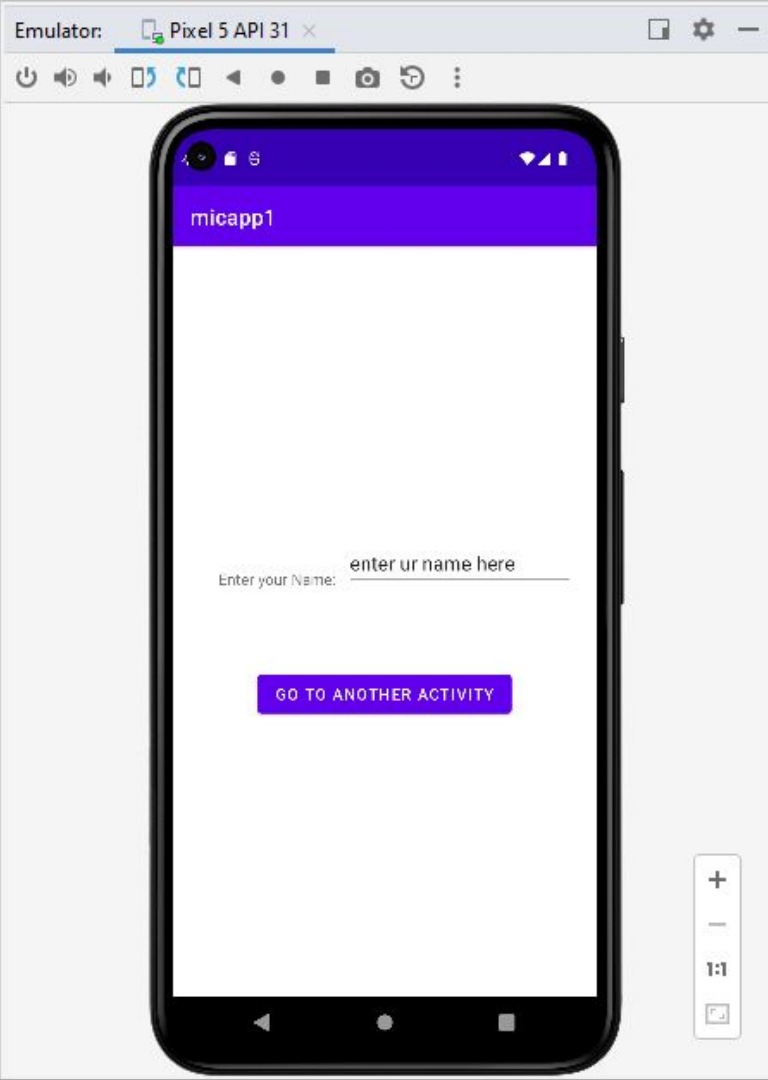 Emulator: Pixel 5 API 31
micapp1
enter ur name here
Enter your Name:
GO TO ANOTHER ACTIVITY
1:1